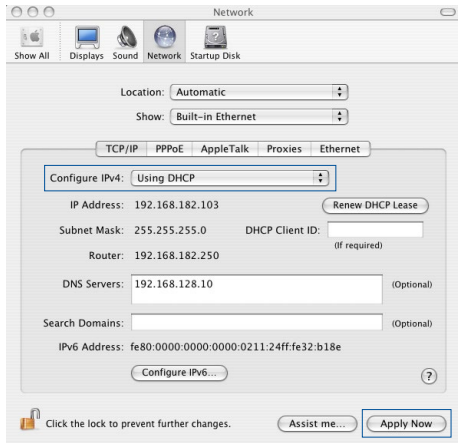 Network
Show All Displays Sound Network Startup Disk
Location: Automatic
Show: Built-in Ethernet
TCP/IP PPPoE AppleTalk Proxies Ethernet
Configure IPv4: Using DHCP
IP Address: 192.168.182.103 Renew DHCP Lease
Subnet Mask: 255.255.255.0 DHCP Client ID:
(If required)
Router: 192.168.182.250
DNS Servers: 192.168.128.10 (Optional)
Search Domains: (Optional)
IPv6 Address: fe80:0000:0000:0000:0211:24ff:fe32:b18e
Configure IPv6... ?
Click the lock to prevent further changes. Assist me... Apply Now